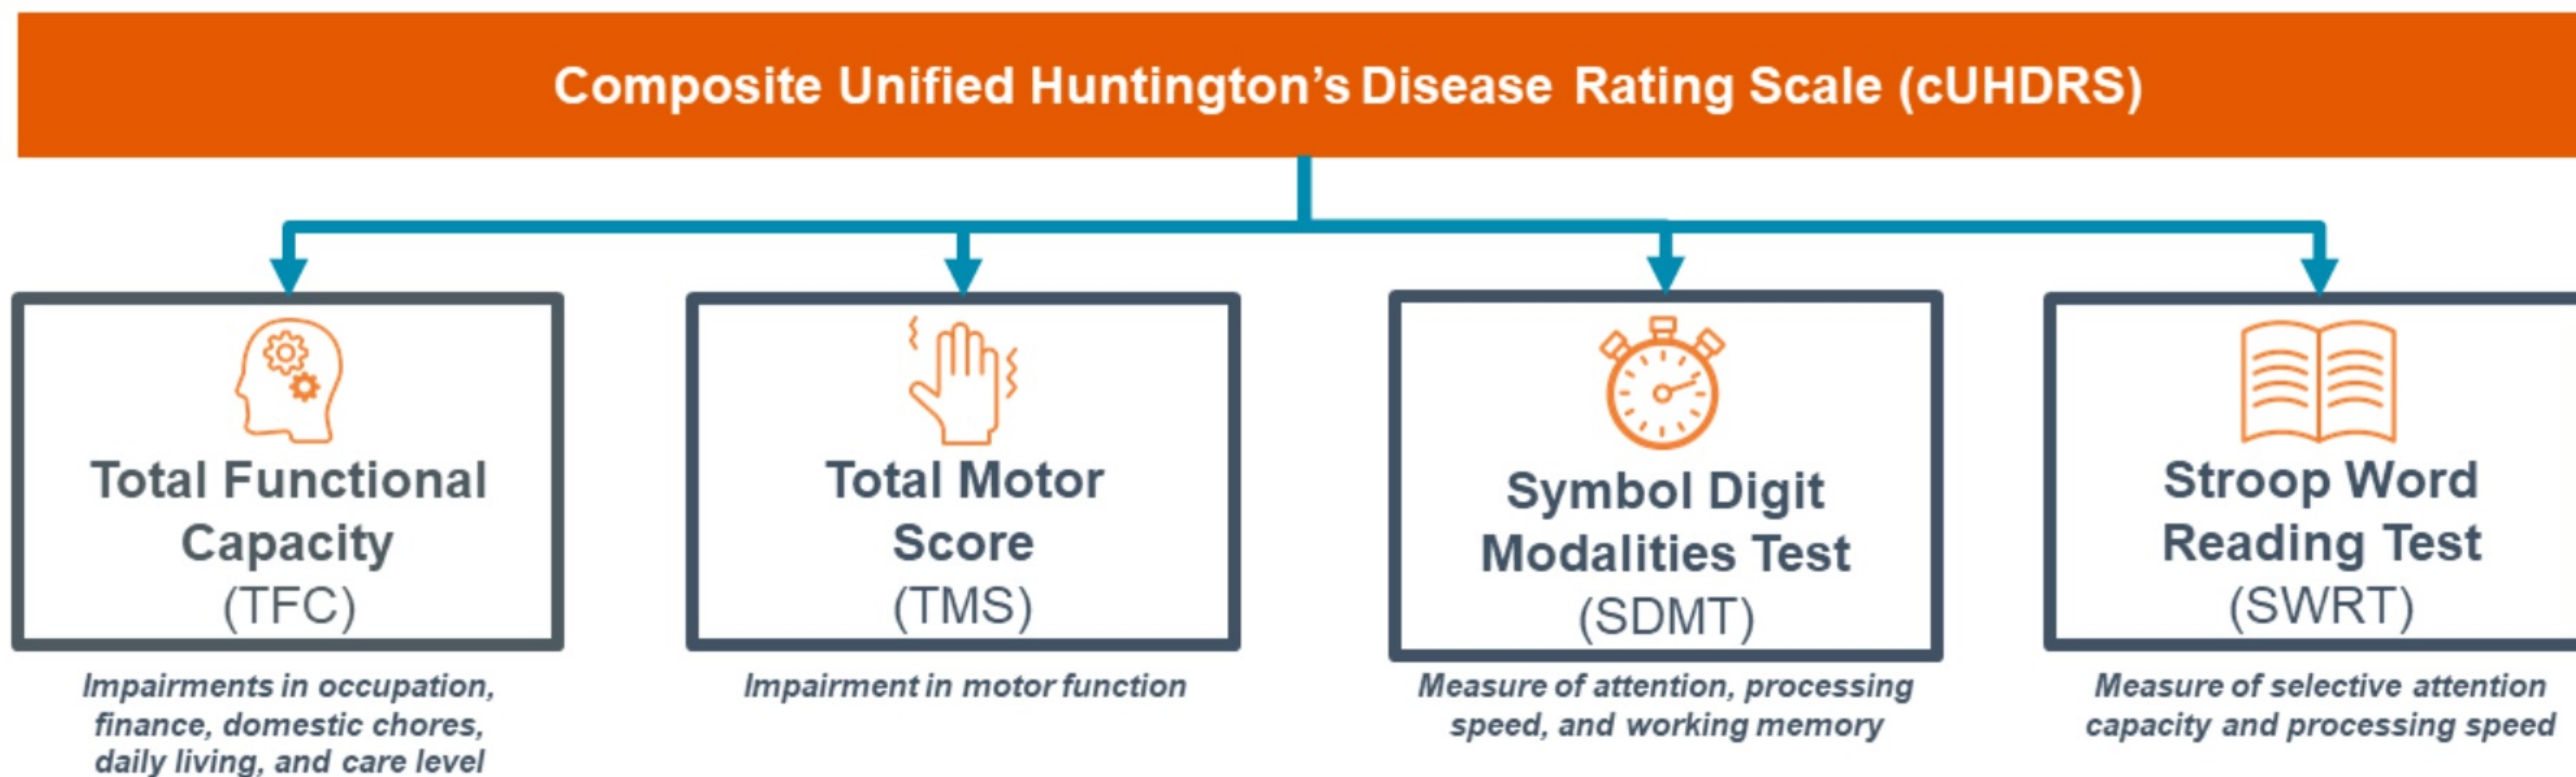 Composite Unified Huntington’s Disease Rating Scale (cUHDRS)
Total Functional
Capacity
(TFC)
Impairments in occupation,
finance, domestic chores,
daily living, and care level
Total Motor
Score
(TMS)
Impairment in motor function
Symbol Digit
Modalities Test
(SDMT)
Measure of attention, processing
speed, and working memory
Stroop Word
Reading Test
(SWRT)
Measure of selective attention
capacity and processing speed